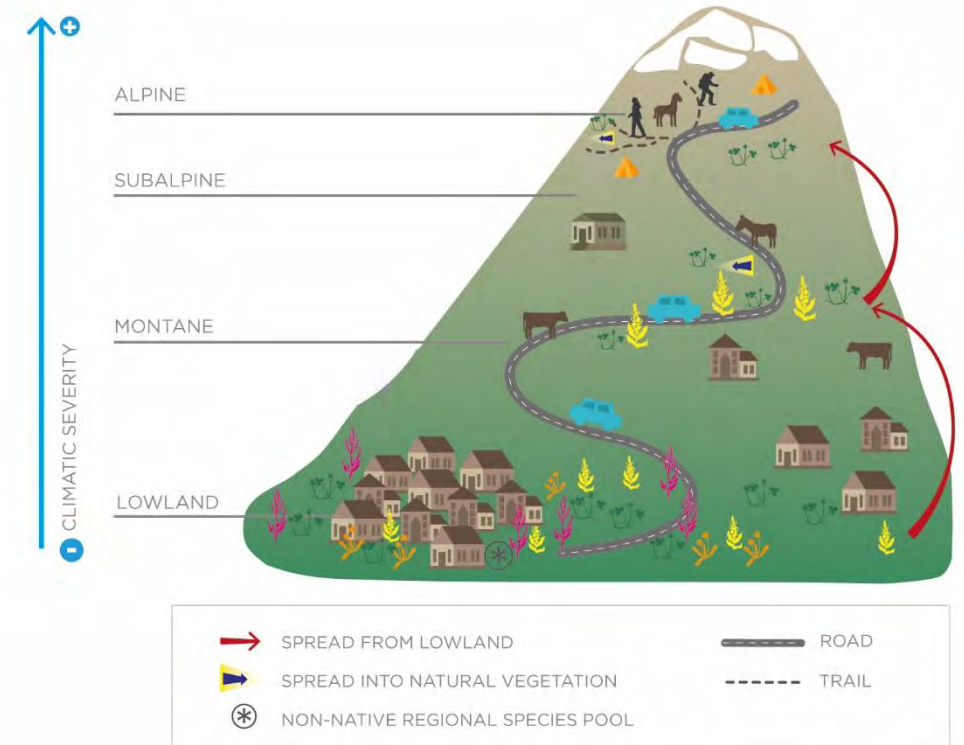 +
ALPINE
SUBALPINE
MONTANE
LOWLAND
CLIMATIC SEVERITY
-
SPREAD FROM LOWLAND
SPREAD INTO NATURAL VEGETATION
NON-NATIVE REGIONAL SPECIES POOL
ROAD
TRAIL